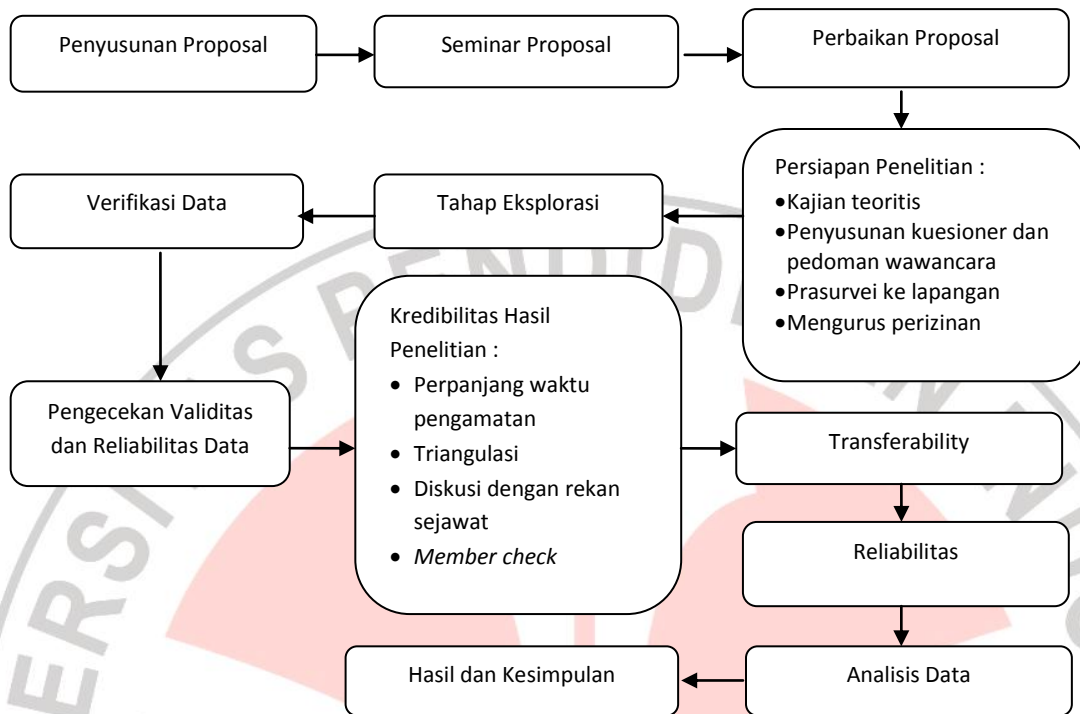 Penyusunan Proposal
Seminar Proposal
Perbaikan Proposal
Persiapan Penelitian :
•Kajian teoritis
•Penyusunan kuesioner dan
pedoman wawancara
•Prasurvei ke lapangan
•Mengurus perizinan
Tahap Eksplorasi
Verifikasi Data
Pengecekan Validitas
dan Reliabilitas Data
Kredibilitas Hasil
Penelitian :
• Perpanjang waktu
pengamatan
• Triangulasi
• Diskusi dengan rekan
sejawat
• Member check
Transferability
Reliabilitas
Analisis Data
Hasil dan Kesimpulan